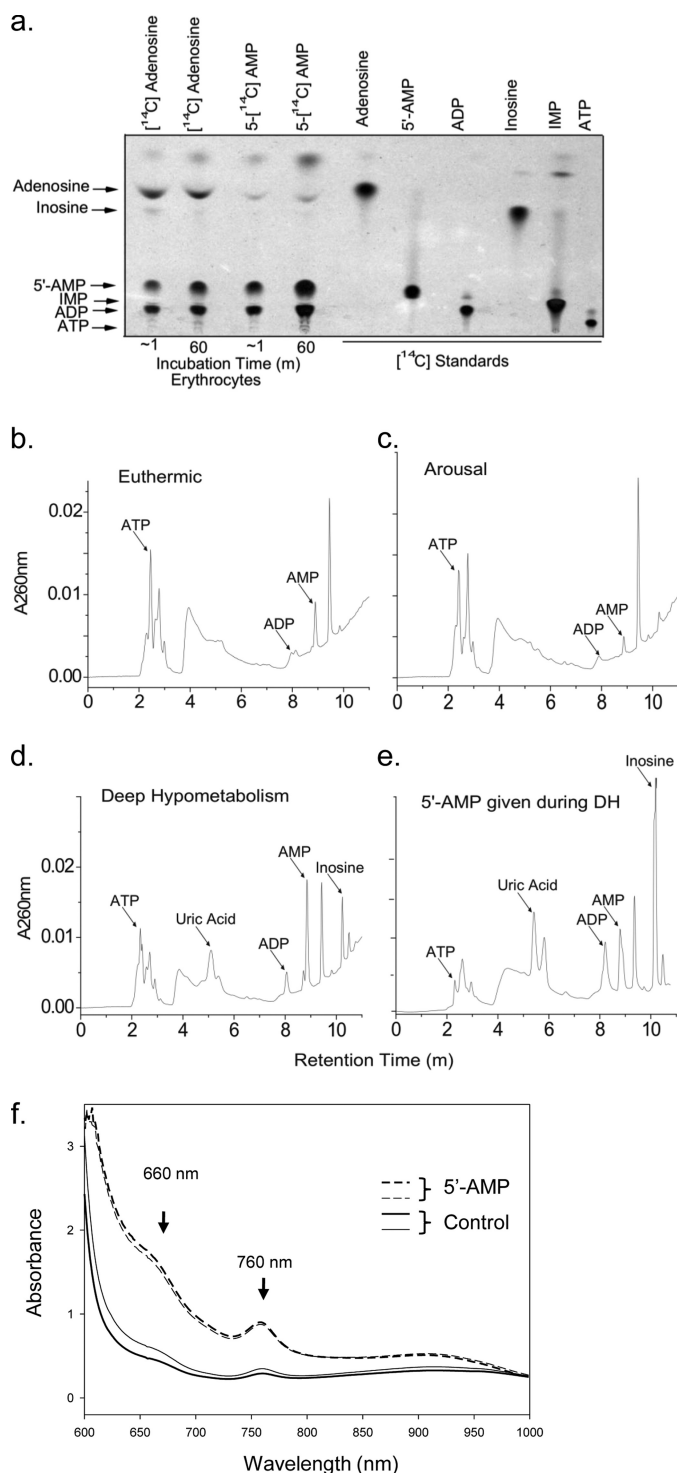 a.
[¹⁴C] Adenosine
[¹⁴C] Adenosine
5-[¹⁴C] AMP
5-[¹⁴C] AMP
Adenosine
5'-AMP
ADP
Inosine
IMP
ATP
Adenosine
Inosine
5'-AMP
IMP
ADP
ATP
~1 60 ~1 60
Incubation Time (m)
Erythrocytes
[¹⁴C] Standards
b.
Euthermic
ATP
ADP
AMP
A260nm
0.02
0.01
0.00
0 2 4 6 8 10
c.
Arousal
ATP
ADP
AMP
0 2 4 6 8 10
d.
Deep Hypometabolism
ATP
Uric Acid
ADP
AMP
Inosine
A260nm
0.02
0.01
0.00
0 2 4 6 8 10
e.
Inosine
5'-AMP given during DH
ATP
Uric Acid
ADP
AMP
0 2 4 6 8 10
Retention Time (m)
f.
660 nm
760 nm
5’-AMP
Control
Absorbance
3
2
1
0
600 650 700 750 800 850 900 950 1000
Wavelength (nm)